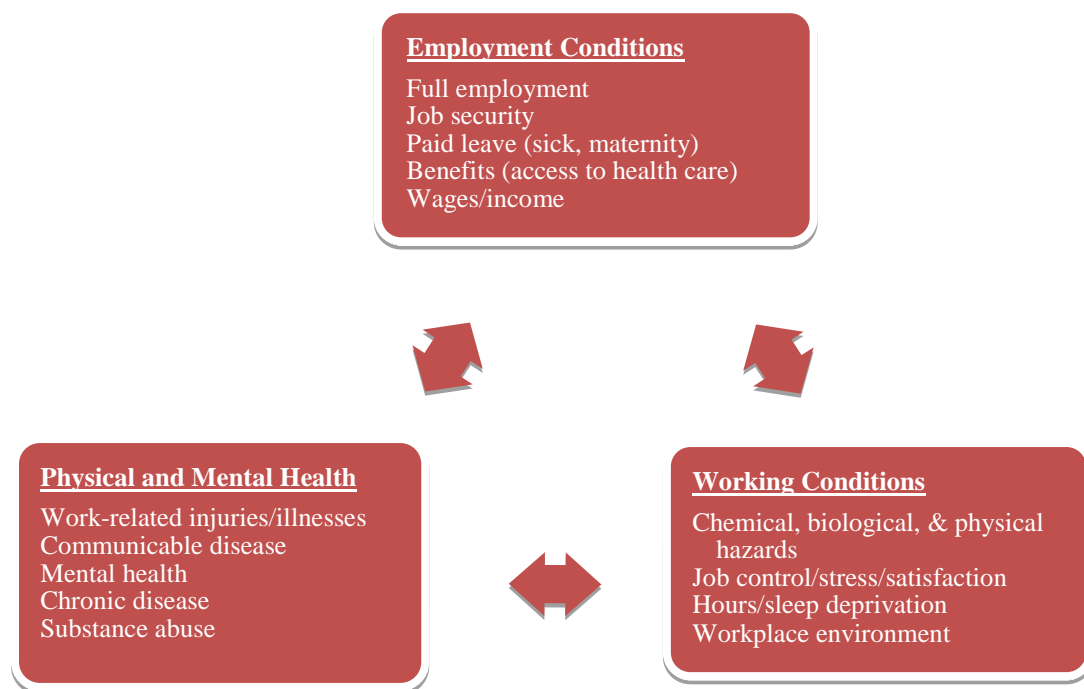 Employment Conditions
Full employment
Job security
Paid leave (sick, maternity)
Benefits (access to health care)
Wages/income
Physical and Mental Health
Work-related injuries/illnesses
Communicable disease
Mental health
Chronic disease
Substance abuse
Working Conditions
Chemical, biological, & physical
hazards
Job control/stress/satisfaction
Hours/sleep deprivation
Workplace environment